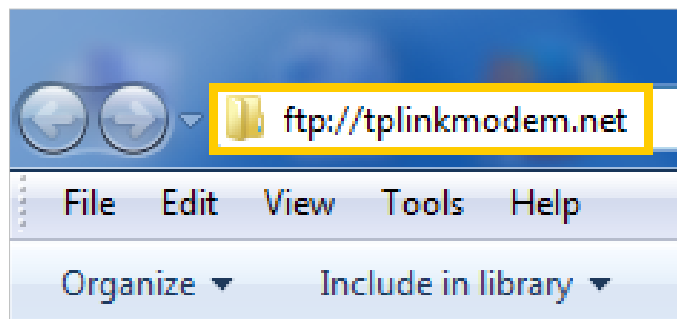 ftp://tplinkmodem.net
File Edit View Tools Help
Organize Include in library